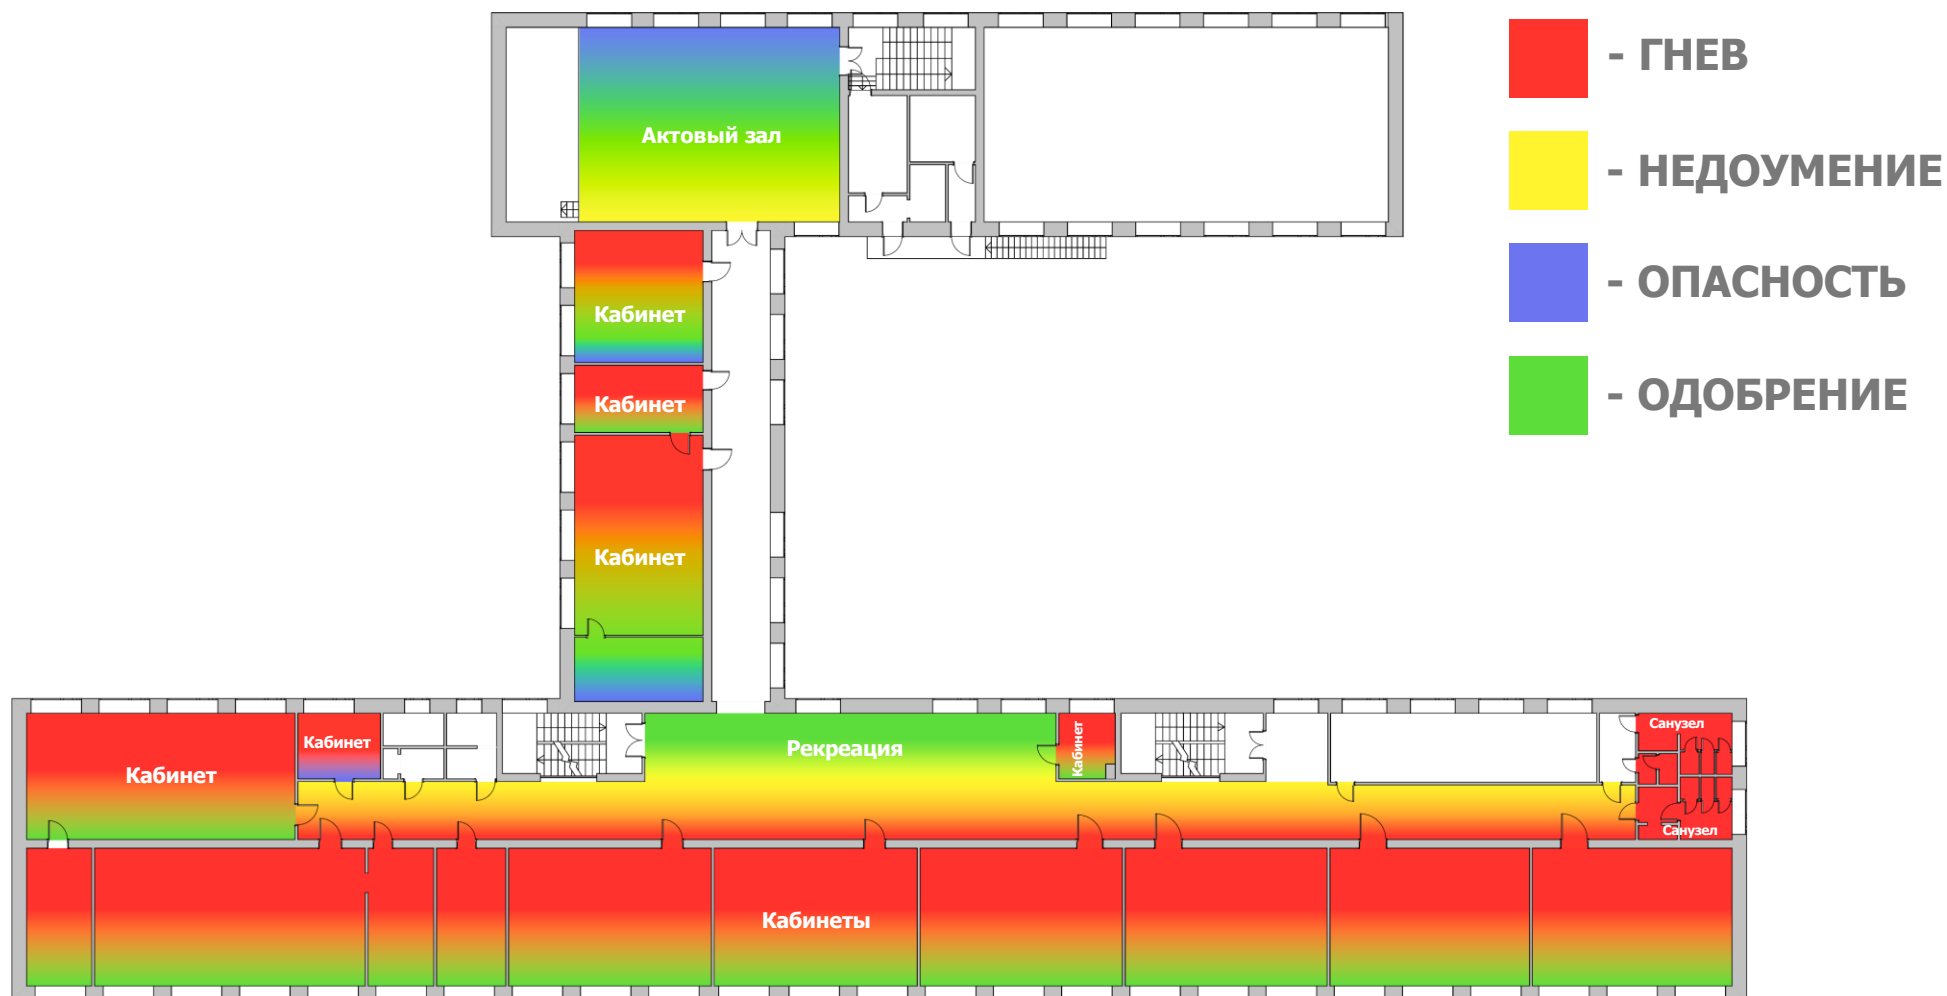 - ГНЕВ
- НЕДОУМЕНИЕ
- ОПАСНОСТЬ
- ОДОБРЕНИЕ
Актовый зал
Кабинет
Кабинет
Кабинет
Кабинет
Кабинет
Рекреация
Кабинет
Санузел
Санузел
Кабинеты